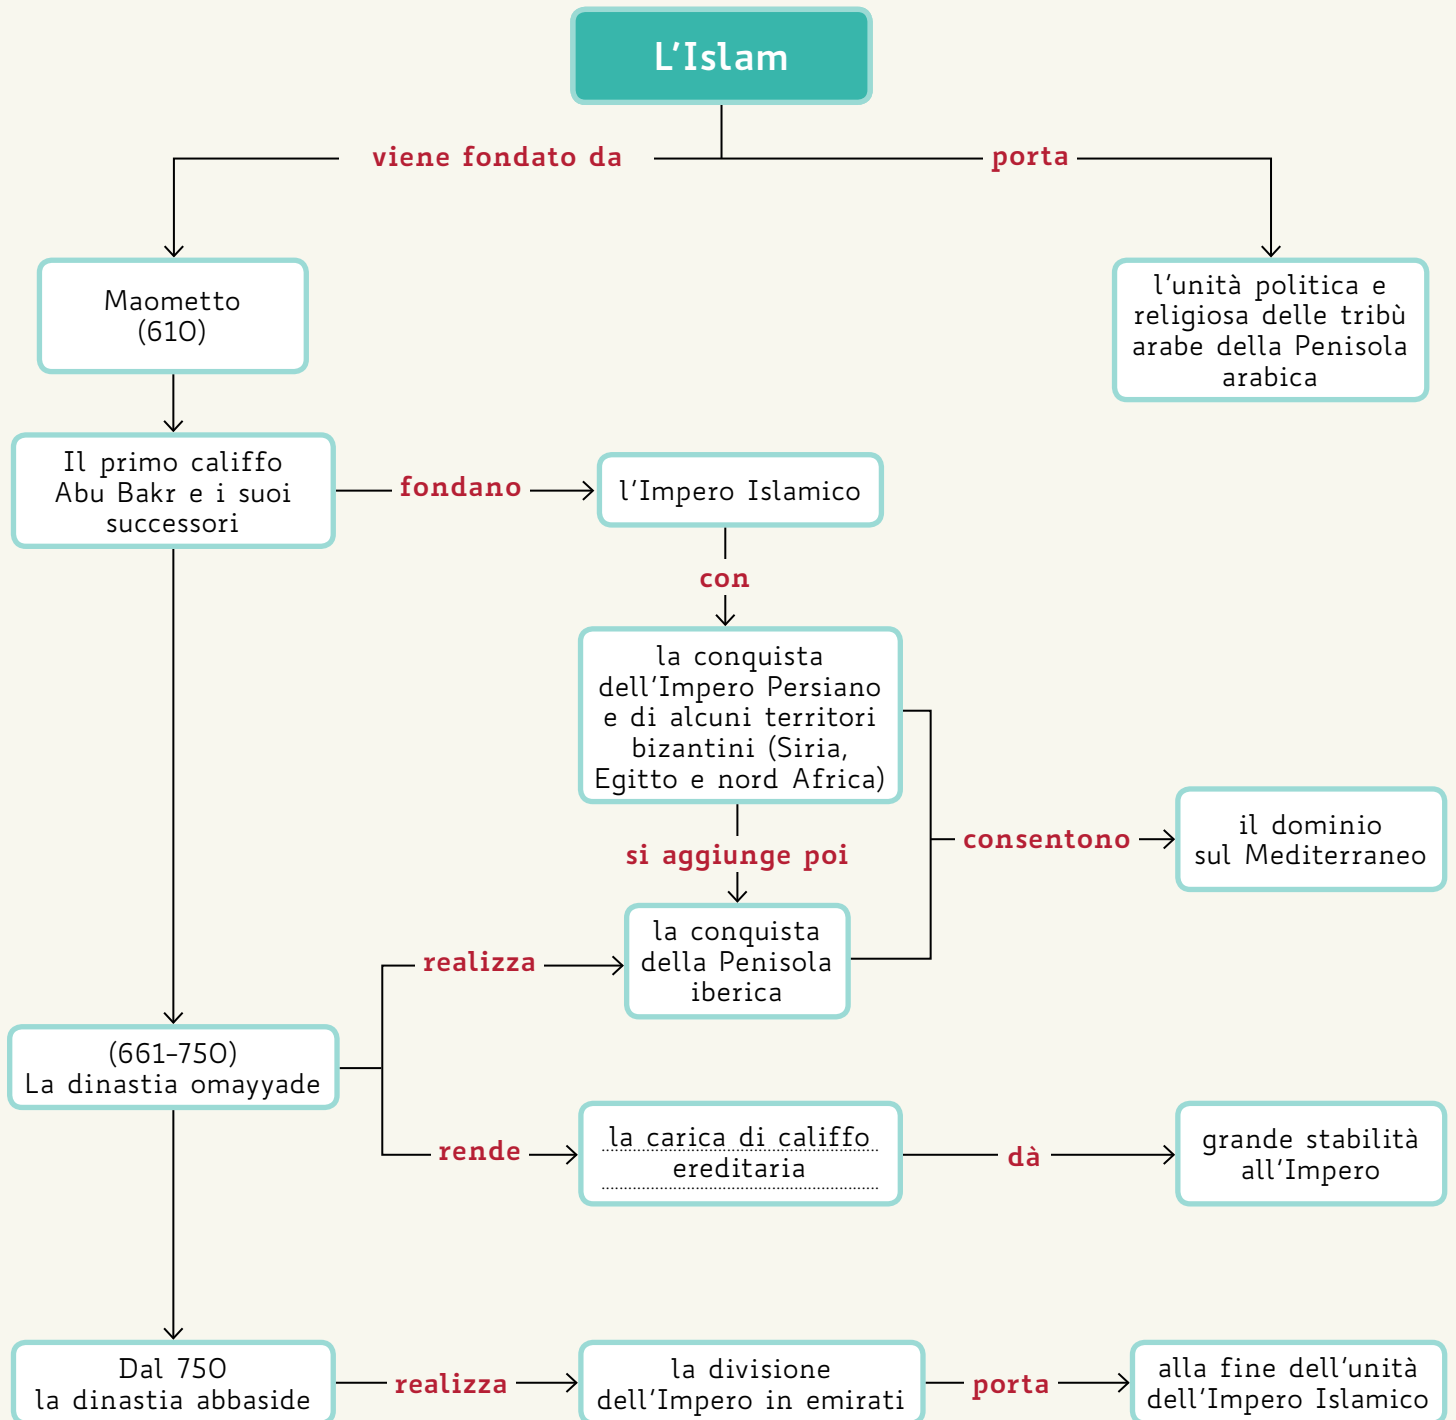 L'Islam
viene fondato da
porta
Maometto
(610)
l'unità politica e
religiosa delle tribù
arabe della Penisola
arabica
Il primo califfo
Abu Bakr e i suoi
successori
fondano
l'Impero Islamico
con
la conquista
dell'Impero Persiano
e di alcuni territori
bizantini (Siria,
Egitto e nord Africa)
si aggiunge poi
consentono
il dominio
sul Mediterraneo
la conquista
della Penisola
iberica
realizza
(661–750)
La dinastia omayyade
rende
la carica di califfo
ereditaria
dà
grande stabilità
all'Impero
Dal 750
la dinastia abbaside
realizza
la divisione
dell'Impero in emirati
porta
alla fine dell'unità
dell'Impero Islamico